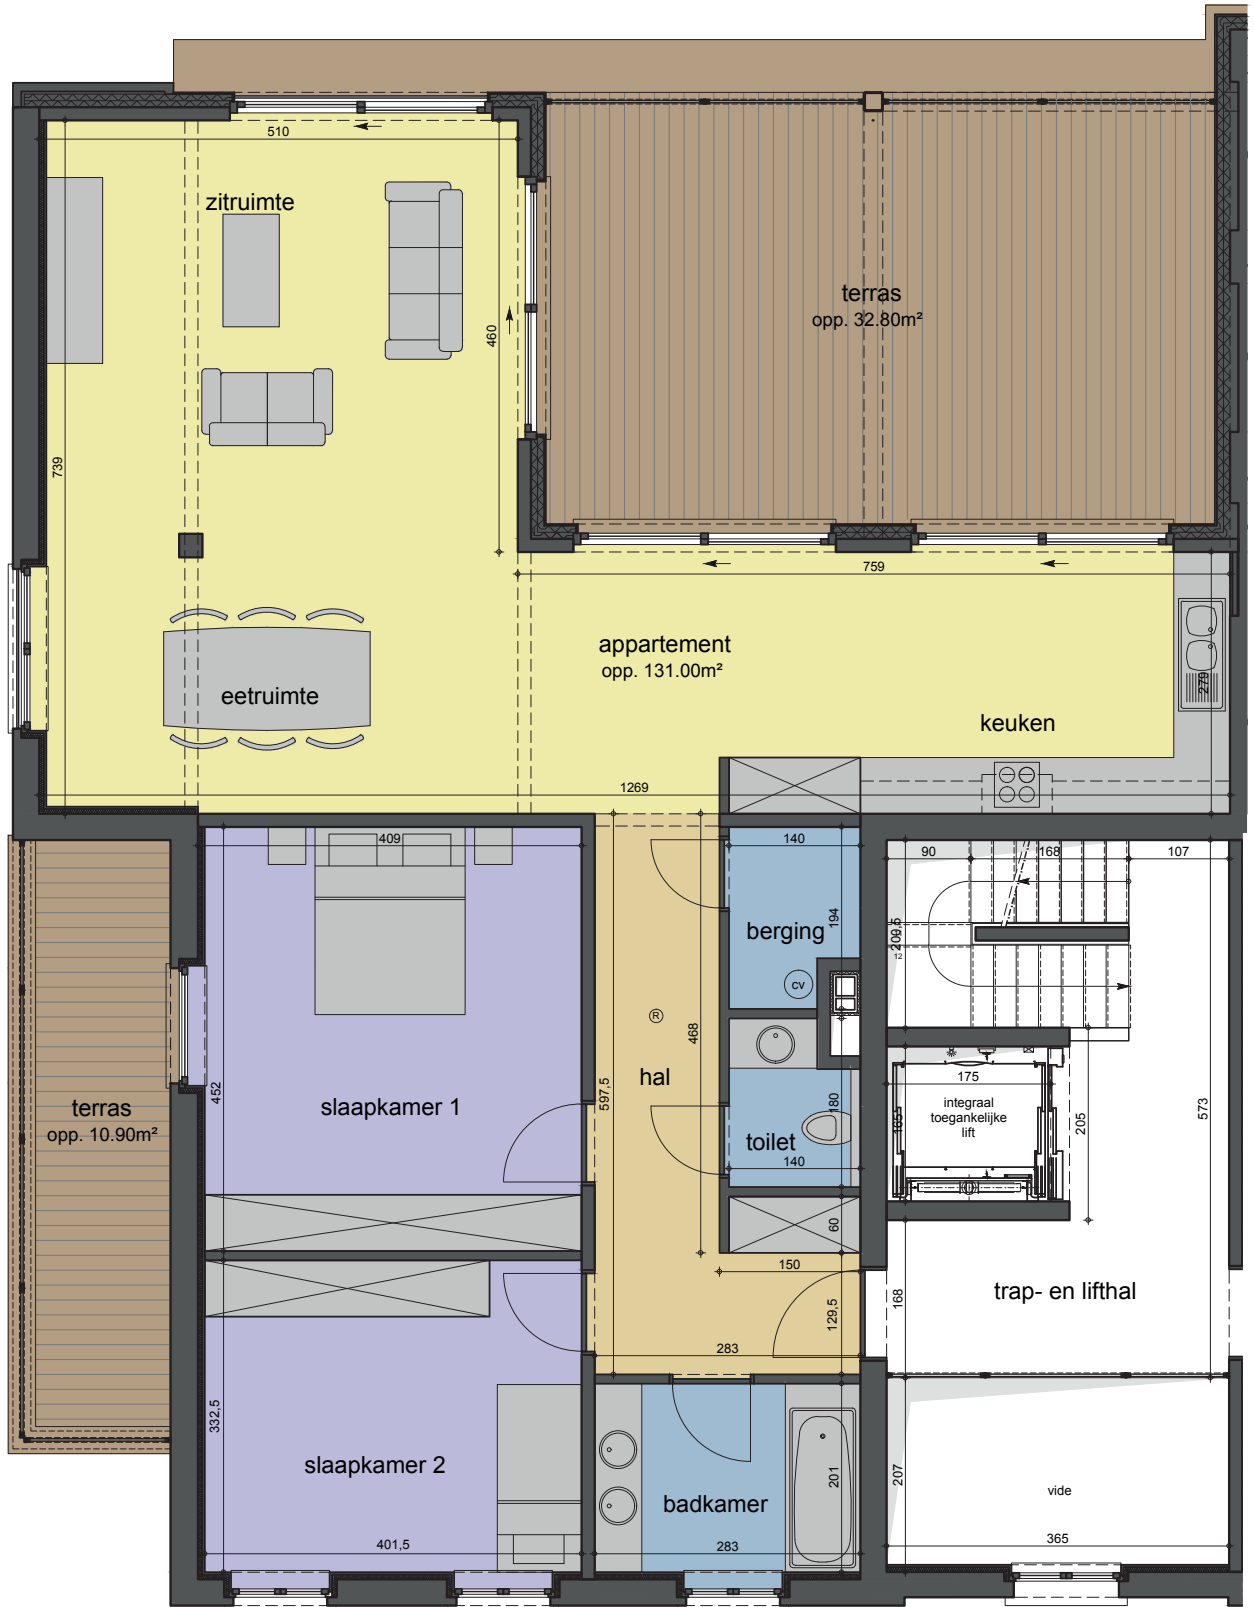 510
zitruimte
terras
opp. 32.80m²
460
739
759
appartement
opp. 131.00m²
eetruimte
279
keuken
1269
409
140
90
168
107
194
berging
200,5
12
cv
R
468
hal
452
597,5
slaapkamer 1
terras
opp. 10.90m²
180
toilet
140
175
integraal
toegankelijke
lift
165
205
573
60
150
129,5
168
trap- en lifthal
283
332,5
slaapkamer 2
badkamer
201
207
vide
401,5
283
365